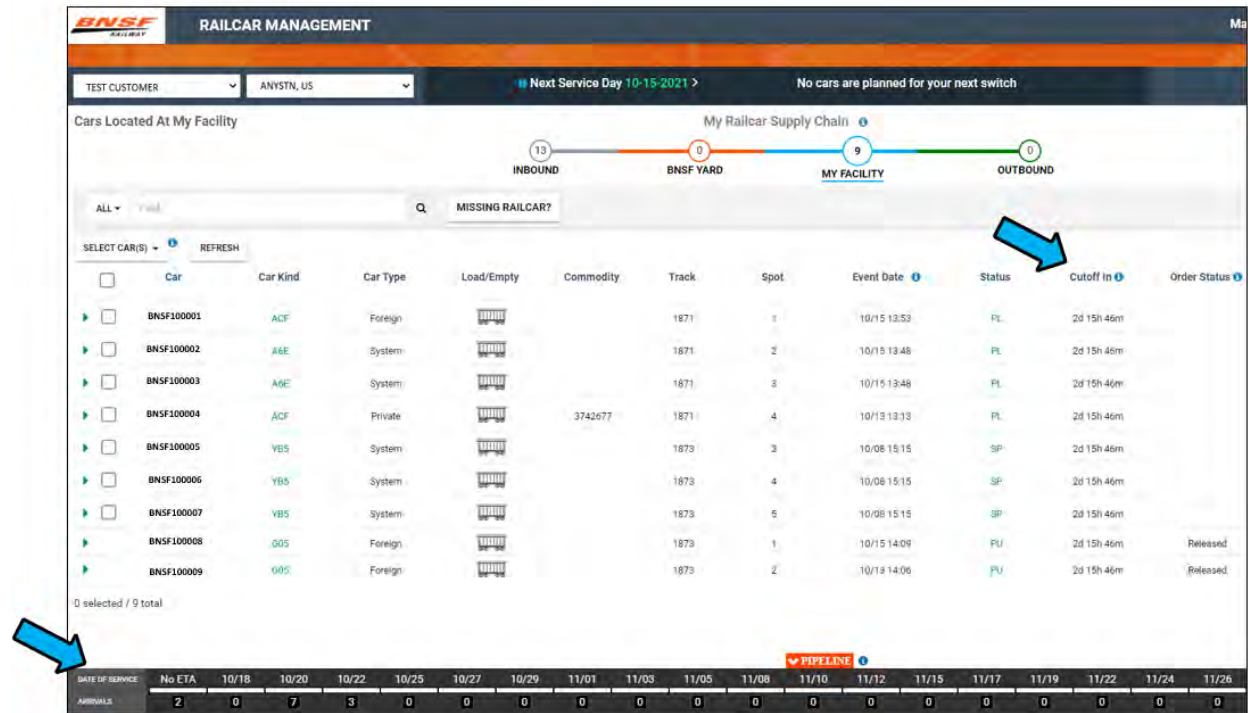 BNSF RAILWAY RAILCAR MANAGEMENT Ma
TEST CUSTOMER ANYSTN, US Next Service Day 10-15-2021 > No cars are planned for your next switch
Cars Located At My Facility My Railcar Supply Chain
13 0 9 0
INBOUND BNSF YARD MY FACILITY OUTBOUND
ALL Find MISSING RAILCAR?
SELECT CAR(S) REFRESH
Car Car Kind Car Type Load/Empty Commodity Track Spot Event Date Status Cutoff In Order Status
BNSF100001 ACF Foreign 1871 1 10/15 13:53 PL 2d 15h 46m
BNSF100002 A6E System 1871 2 10/15 13:48 PL 2d 15h 46m
BNSF100003 A6E System 1871 3 10/15 13:48 PL 2d 15h 46m
BNSF100004 ACF Private 3742677 1871 4 10/13 13:13 PL 2d 15h 46m
BNSF100005 YB5 System 1873 3 10/08 15:15 SP 2d 15h 46m
BNSF100006 YB5 System 1873 4 10/08 15:15 SP 2d 15h 46m
BNSF100007 YB5 System 1873 5 10/08 15:15 SP 2d 15h 46m
BNSF100008 G05 Foreign 1873 1 10/15 14:09 PU 2d 15h 46m Released
BNSF100009 G05 Foreign 1873 2 10/13 14:06 PU 2d 15h 46m Released
0 selected / 9 total
PIPELINE
DATE OF SERVICE No ETA 10/18 10/20 10/22 10/25 10/27 10/29 11/01 11/03 11/05 11/08 11/10 11/12 11/15 11/17 11/19 11/22 11/24 11/26
ARRIVALS 2 0 7 3 0 0 0 0 0 0 0 0 0 0 0 0 0 0 0